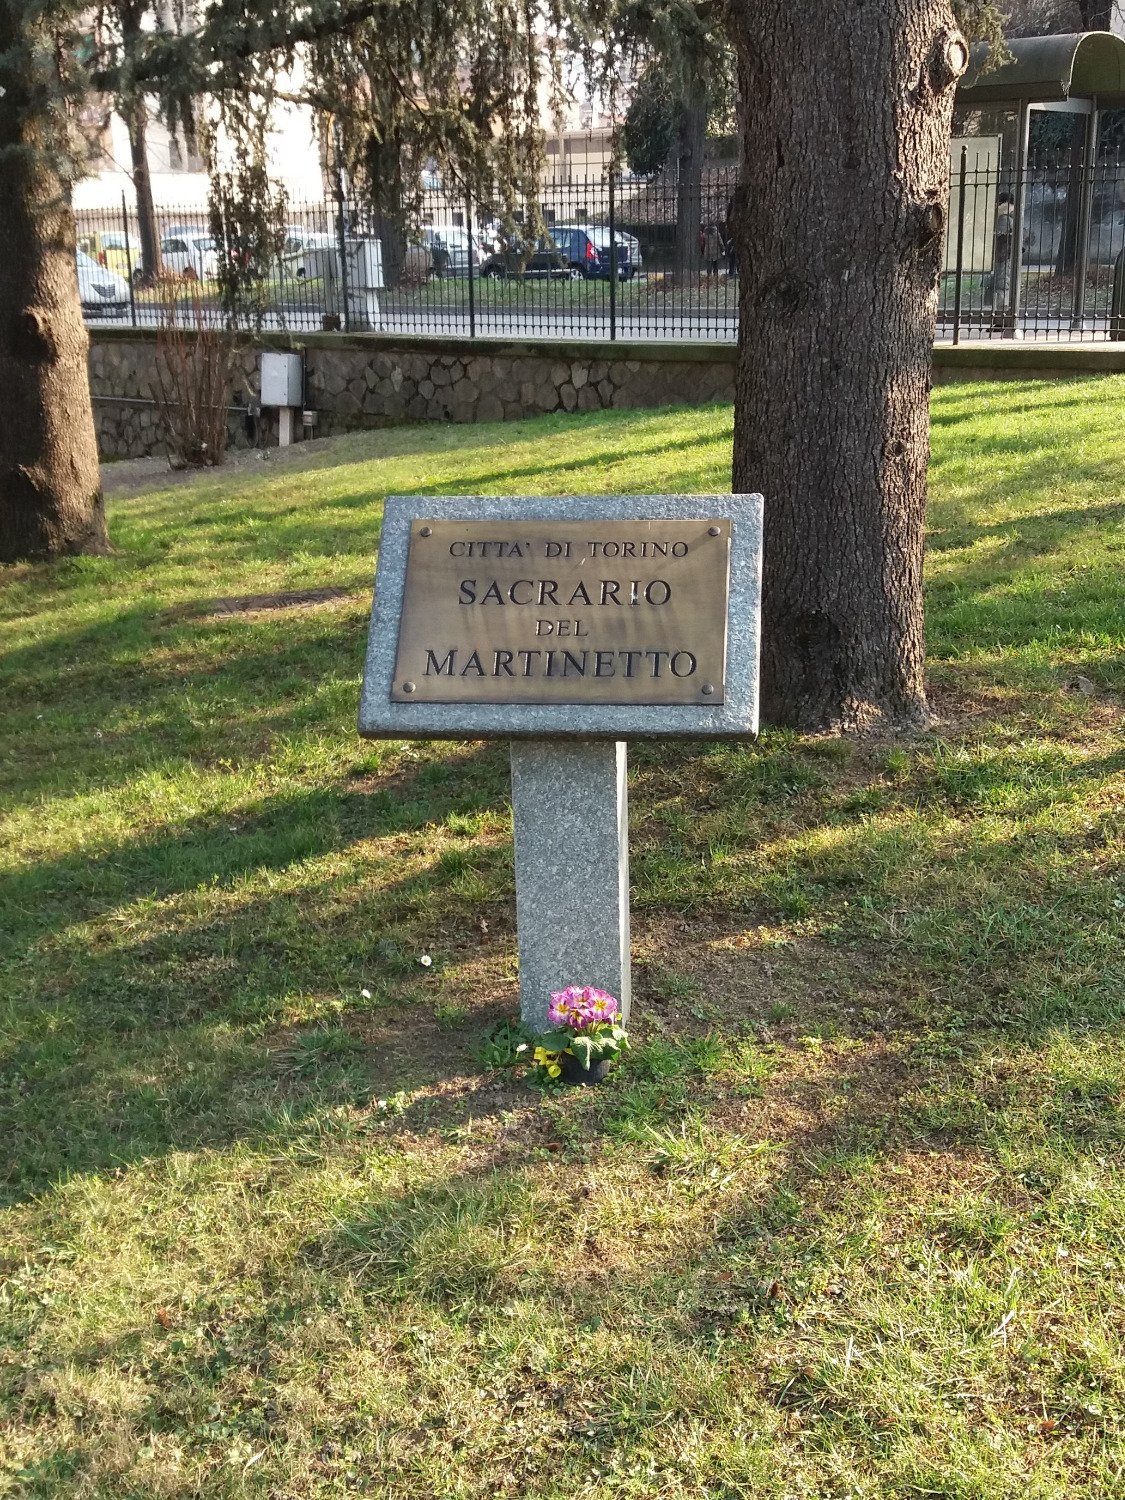 CITTA' DI TORINO
SACRARIO
DEL
MARTINETTO